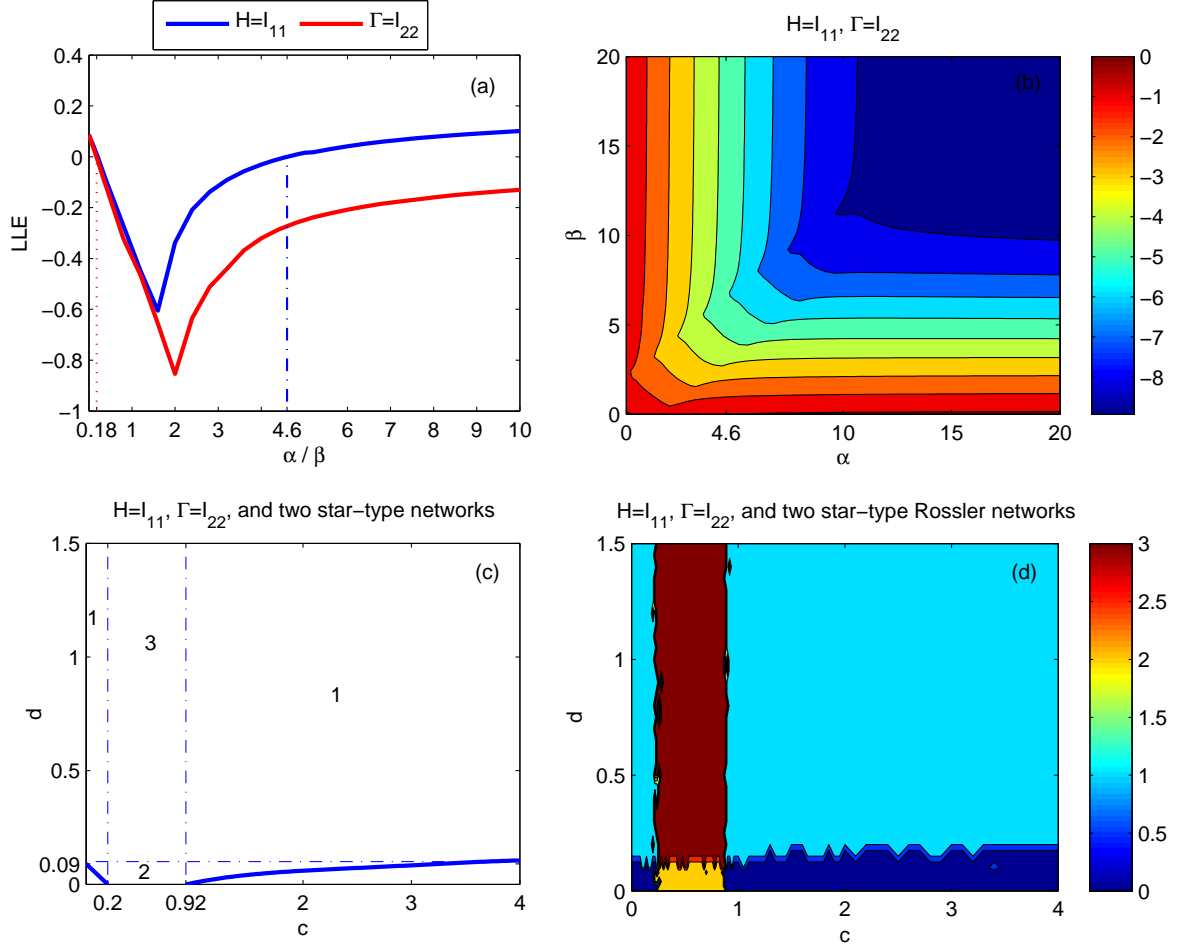 H=I11 Γ=I22
(a)
0.4
0.2
0
−0.2
−0.4
−0.6
−0.8
−1
LLE
0.18 1 2 3 4.6 6 7 8 9 10
α / β
H=I11, Γ=I22
(b)
20
15
10
5
0
β
0 4.6 10 15 20
α
0
−1
−2
−3
−4
−5
−6
−7
−8
H=I11, Γ=I22, and two star−type networks
(c)
1.5
1
0.5
0.09
0
d
1
3
1
2
0.2 0.92 2 3 4
c
H=I11, Γ=I22, and two star−type Rossler networks
(d)
1.5
1
0.5
0
d
0 1 2 3 4
c
3
2.5
2
1.5
1
0.5
0